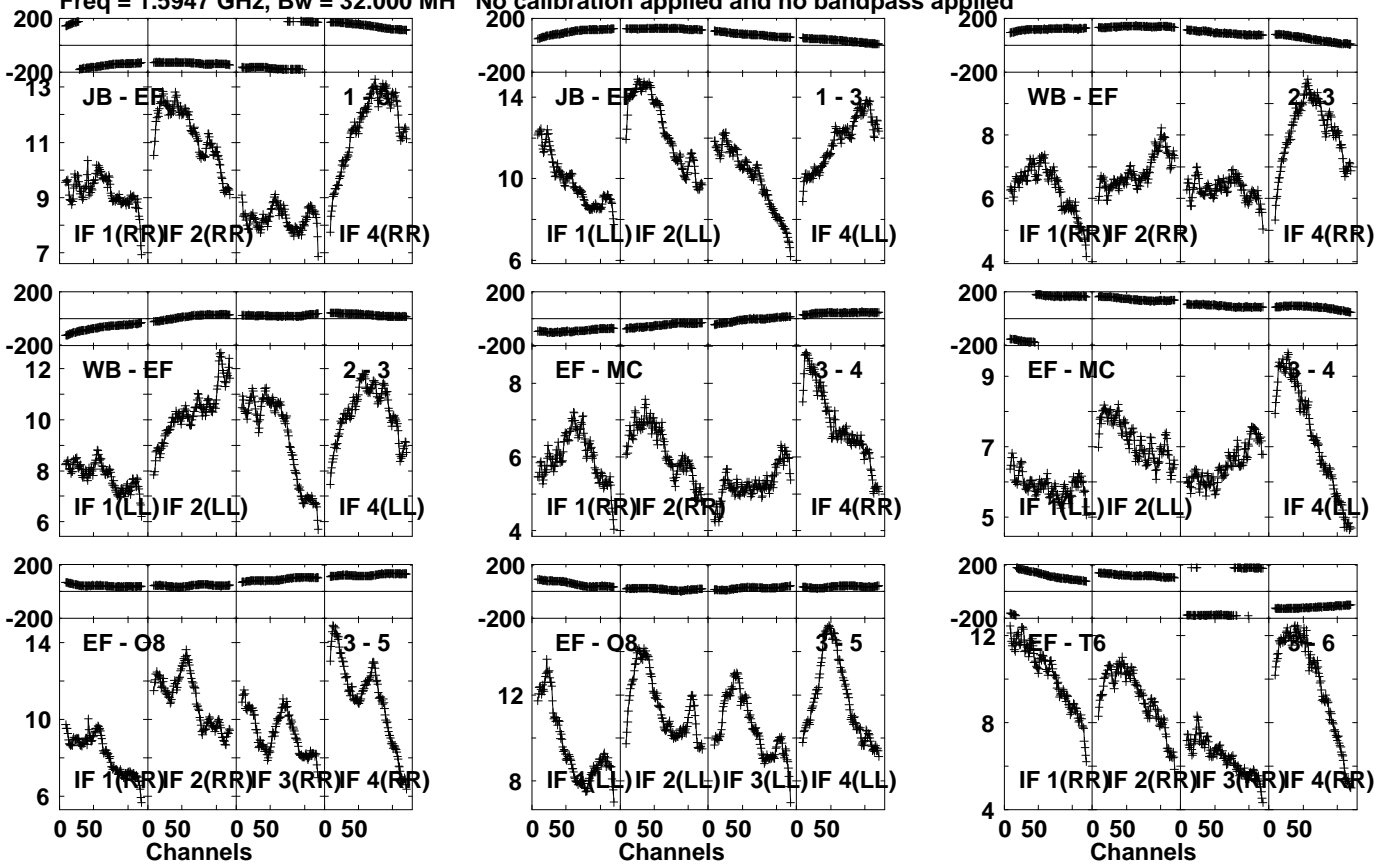 Freq = 1.5947 GHz, Bw = 32.000 MH No calibration applied and no bandpass applied
200 200 200
-200 -200 -200
13 JB - EF 1 - 3 14 JB - EF 1 - 3 WB - EF 2 - 3
11 10 8
9 6
7 IF 1(RR) IF 2(RR) IF 4(RR) 6 IF 1(LL) IF 2(LL) IF 4(LL) 4 IF 1(RR) IF 2(RR) IF 4(RR)
200 200 200
-200 -200 -200
12 WB - EF 2 - 3 8 EF - MC 3 - 4 9 EF - MC 3 - 4
10 6 7
8
6 IF 1(LL) IF 2(LL) IF 4(LL) 4 IF 1(RR) IF 2(RR) IF 4(RR) 5 IF 1(LL) IF 2(LL) IF 4(LL)
200 200 200
-200 -200 -200
14 EF - O8 3 - 5 12 EF - O8 3 - 5 12 EF - T6 3 - 6
10 8 8
6 IF 1(RR) IF 2(RR) IF 3(RR) IF 4(RR) IF 1(LL) IF 2(LL) IF 3(LL) IF 4(LL) 4 IF 1(RR) IF 2(RR) IF 3(RR) IF 4(RR)
0 50 0 50 0 50 0 50 0 50 0 50 0 50 0 50 0 50 0 50 0 50 0 50
Channels Channels Channels